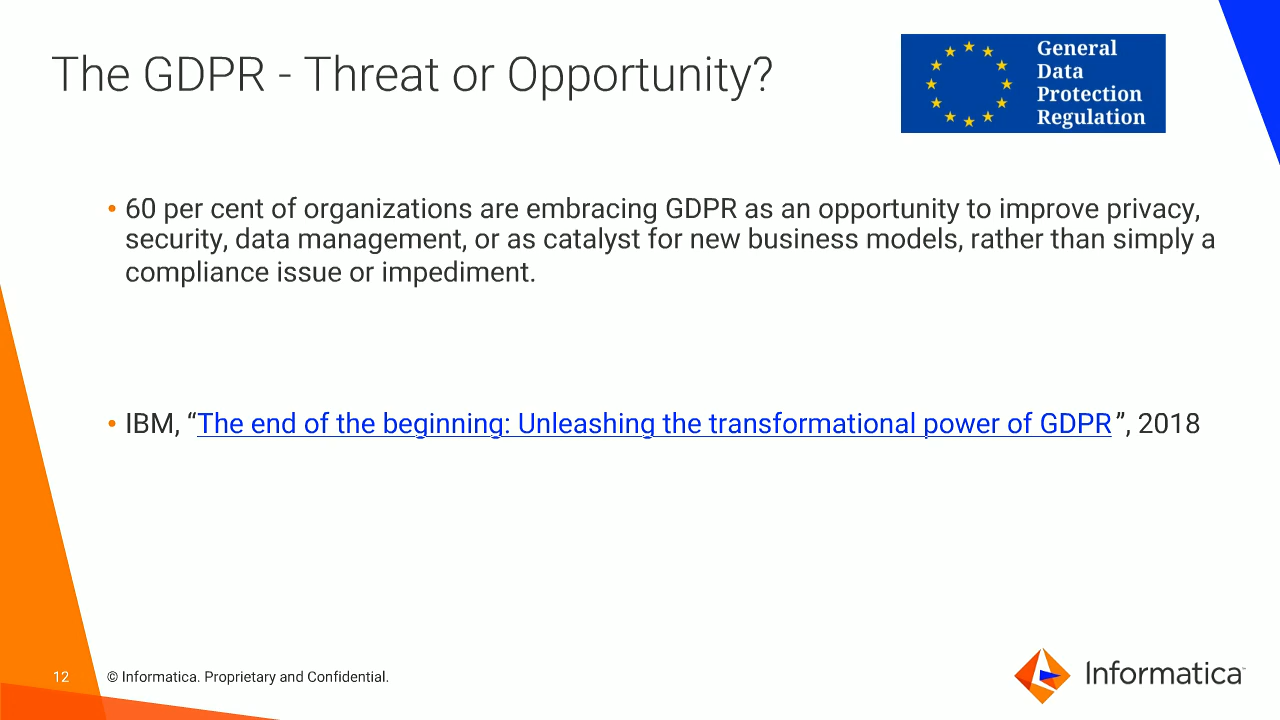 The GDPR - Threat or Opportunity?
General
Data
Protection
Regulation
• 60 per cent of organizations are embracing GDPR as an opportunity to improve privacy,
security, data management, or as catalyst for new business models, rather than simply a
compliance issue or impediment.
• IBM, “The end of the beginning: Unleashing the transformational power of GDPR”, 2018
12
© Informatica. Proprietary and Confidential.
Informatica™